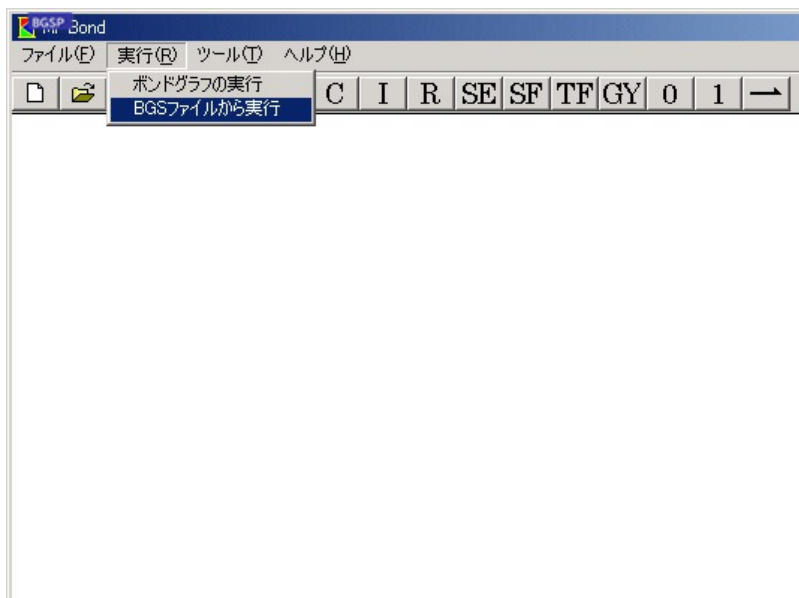 BGSP Bond
ファイル(F) 実行(R) ツール(T) ヘルプ(H)
ボンドグラフの実行
BGSファイルから実行
C I R SE SF TF GY 0 1